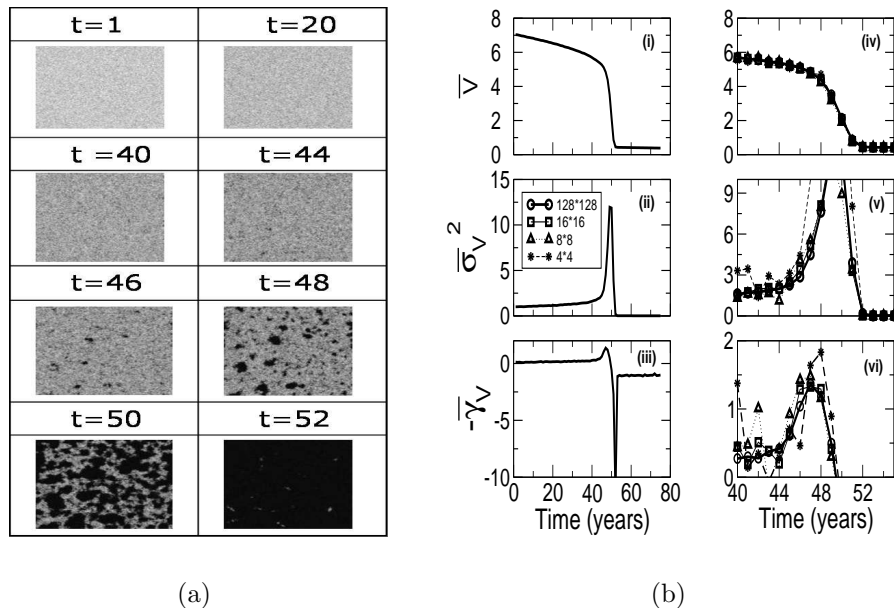 t=1 t=20
t =40 t=44
t=46 t=48
t=50 t=52
(a)
V̅
8
6
4
2
0
(i)
σ̅V²
15
10
5
0
(ii)
-γ̅V
0
-5
-10
(iii)
0 20 40 60 80
Time (years)
8
6
4
2
0
(iv)
9
6
3
0
(v)
128*128
16*16
8*8
4*4
2
1
0
(vi)
40 44 48 52
Time (years)
(b)